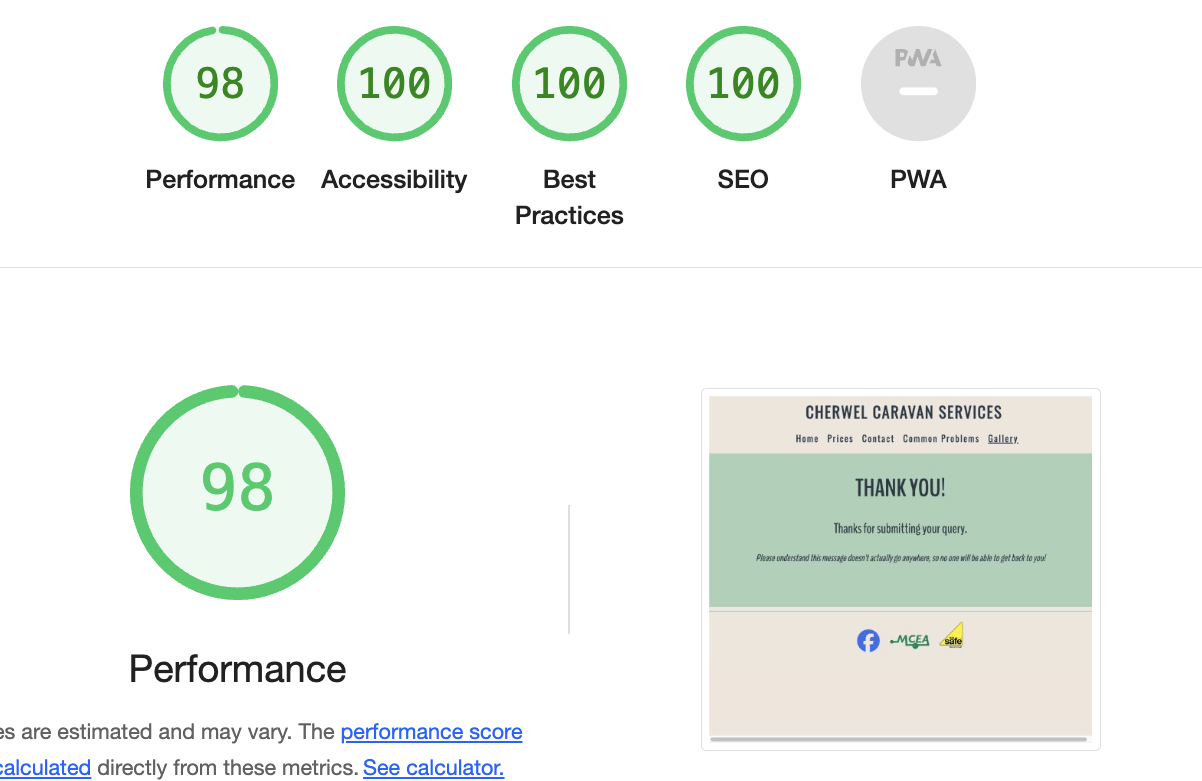 98
100
100
100
PWA
Performance
Accessibility
Best
Practices
SEO
PWA
98
Performance
es are estimated and may vary. The performance score
calculated directly from these metrics. See calculator.
CHERWEL CARAVAN SERVICES
Home Prices Contact Common Problems Gallery
THANK YOU!
Thanks for submitting your query.
Please understand this message doesn't actually go anywhere, so no one will be able to get back to you!
MCEA
safe